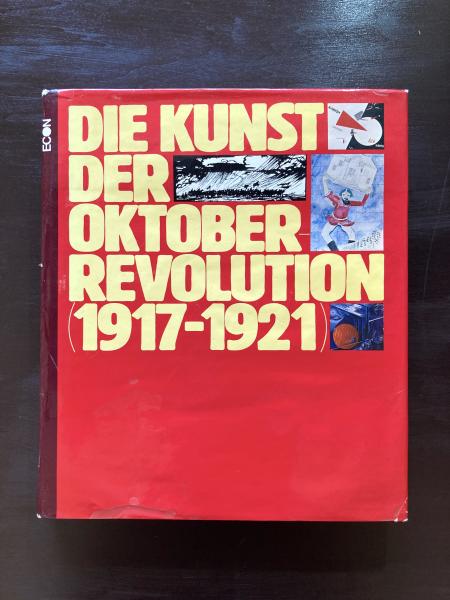 ECON
DIE KUNST
DER
OKTOBER
REVOLUTION
(1917-1921)